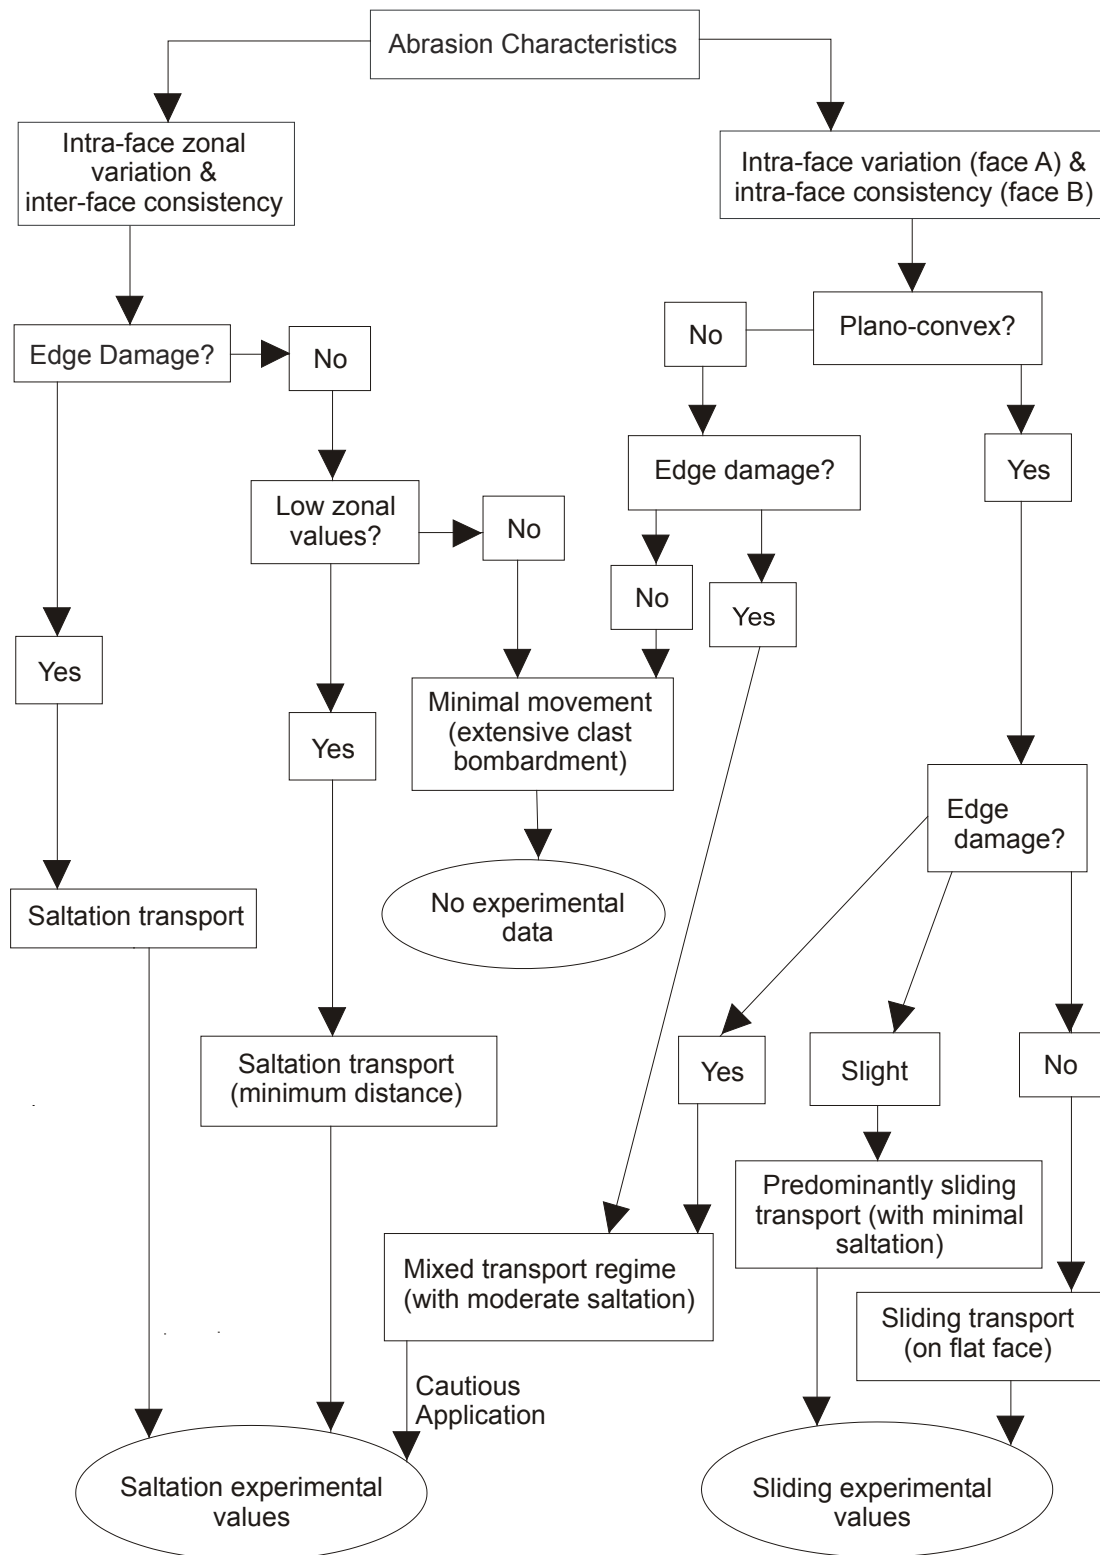 Abrasion Characteristics
Intra-face zonal
variation &
inter-face consistency
Intra-face variation (face A) &
intra-face consistency (face B)
Edge Damage?
No
No
Plano-convex?
Low zonal
values?
No
Edge damage?
Yes
No
Yes
Yes
Yes
Minimal movement
(extensive clast
bombardment)
Edge
damage?
Saltation transport
No experimental
data
Saltation transport
(minimum distance)
Yes
Slight
No
Predominantly sliding
transport (with minimal
saltation)
Mixed transport regime
(with moderate saltation)
Sliding transport
(on flat face)
Cautious
Application
Saltation experimental
values
Sliding experimental
values